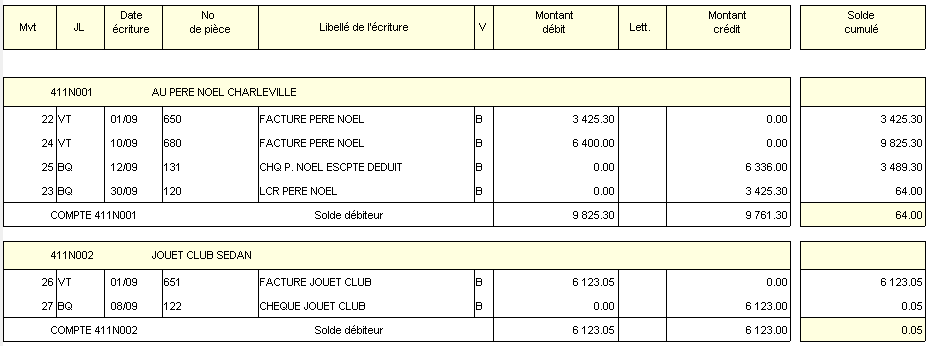 Mvt JL Date écriture No de pièce Libellé de l'écriture V Montant débit Lett. Montant crédit Solde cumulé
411N001 AU PERE NOEL CHARLEVILLE
22 VT 01/09 650 FACTURE PERE NOEL B 3 425.30 0.00 3 425.30
24 VT 10/09 680 FACTURE PERE NOEL B 6 400.00 0.00 9 825.30
25 BQ 12/09 131 CHQ P. NOEL ESCPTE DEDUIT B 0.00 6 336.00 3 489.30
23 BQ 30/09 120 LCR PERE NOEL B 0.00 3 425.30 64.00
COMPTE 411N001 Solde débiteur 9 825.30 9 761.30 64.00
411N002 JOUET CLUB SEDAN
26 VT 01/09 651 FACTURE JOUET CLUB B 6 123.05 0.00 6 123.05
27 BQ 08/09 122 CHEQUE JOUET CLUB B 0.00 6 123.00 0.05
COMPTE 411N002 Solde débiteur 6 123.05 6 123.00 0.05